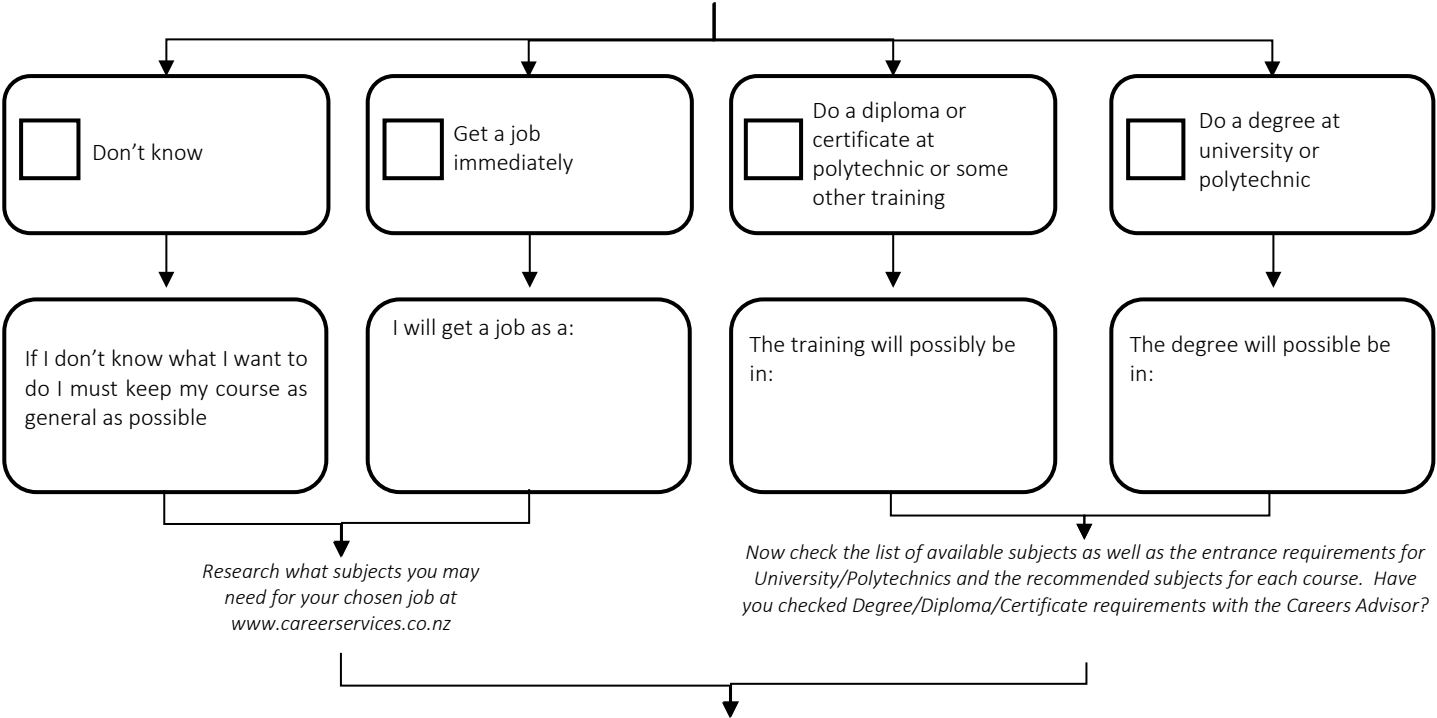 Don’t know
Get a job
immediately
Do a diploma or
certificate at
polytechnic or some
other training
Do a degree at
university or
polytechnic
If I don’t know what I want to
do I must keep my course as
general as possible
I will get a job as a:
The training will possibly be
in:
The degree will possible be
in:
Research what subjects you may
need for your chosen job at
www.careerservices.co.nz
Now check the list of available subjects as well as the entrance requirements for
University/Polytechnics and the recommended subjects for each course.  Have
you checked Degree/Diploma/Certificate requirements with the Careers Advisor?